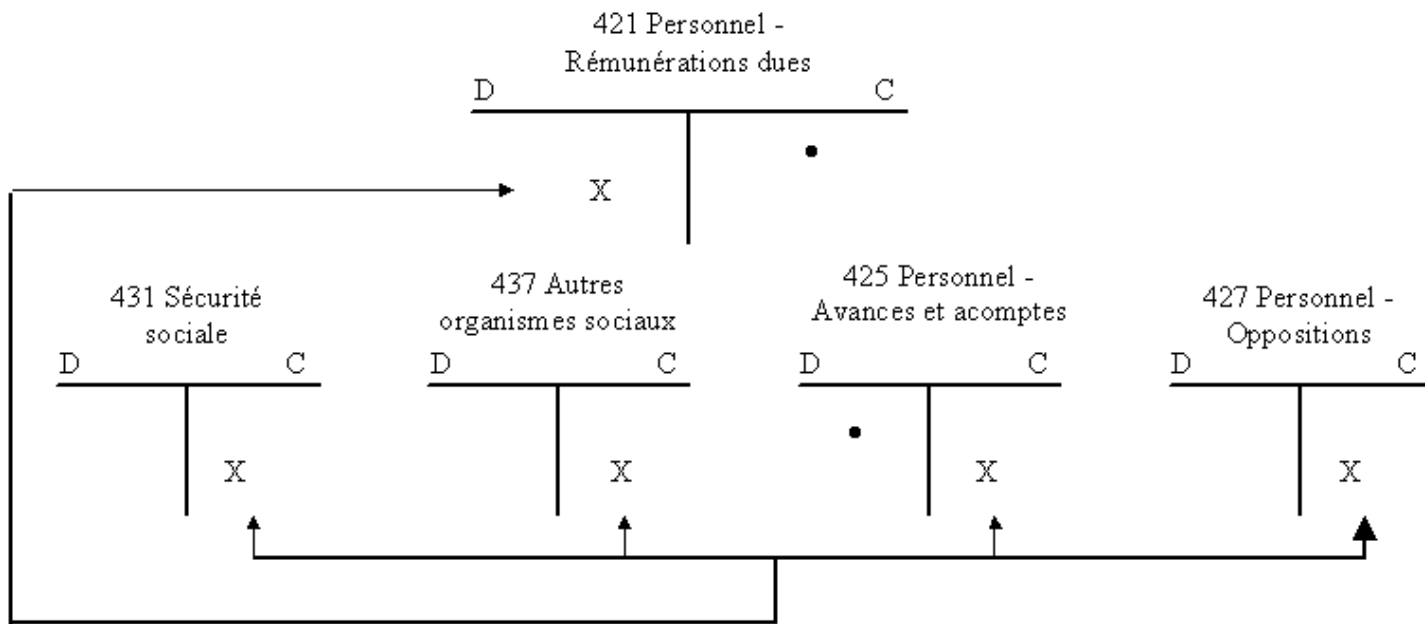 421 Personnel -
Rémunérations dues
D C
X
431 Sécurité
sociale
D C
X
437 Autres
organismes sociaux
D C
X
425 Personnel -
Avances et acomptes
D C
X
427 Personnel -
Oppositions
D C
X